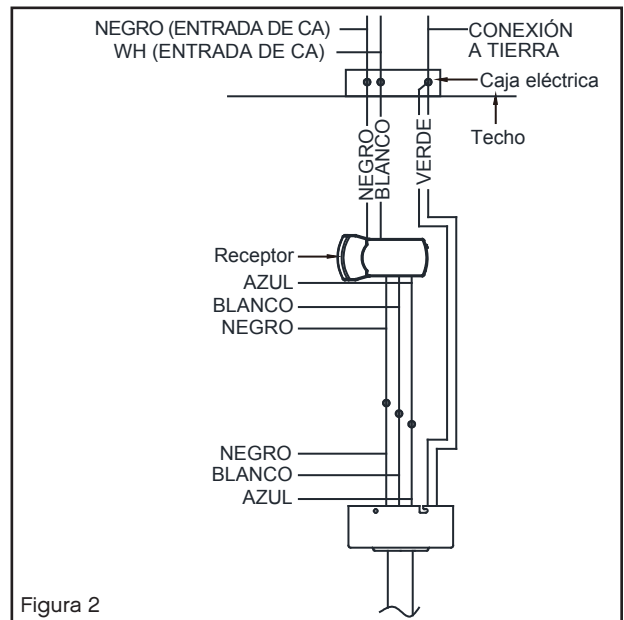 NEGRO (ENTRADA DE CA)
WH (ENTRADA DE CA)
CONEXIÓN
A TIERRA
Caja eléctrica
Techo
NEGRO
BLANCO
VERDE
Receptor
AZUL
BLANCO
NEGRO
NEGRO
BLANCO
AZUL
Figura 2